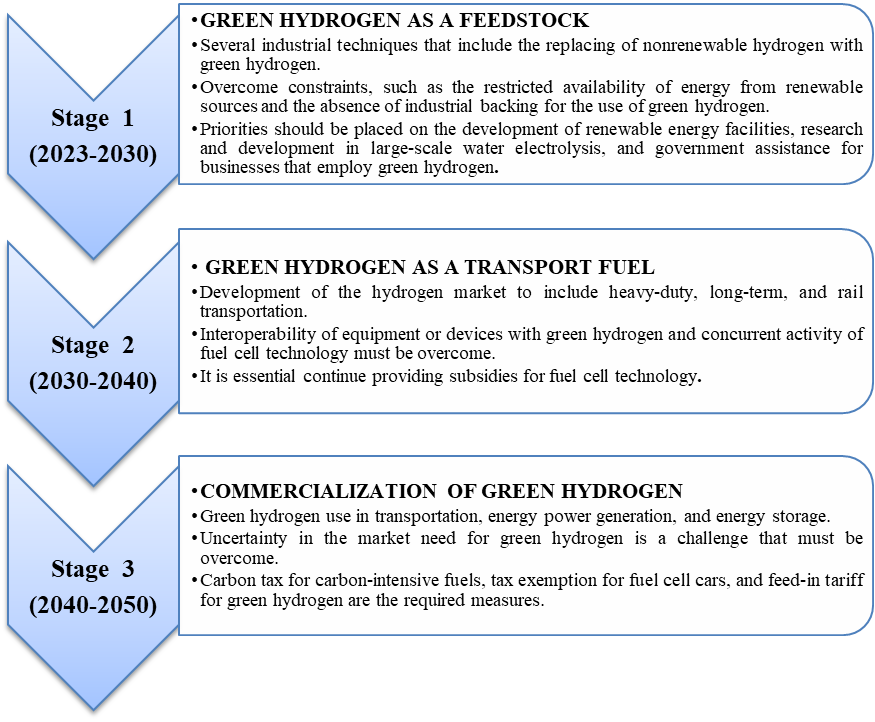 Stage 1
(2023-2030)
•GREEN HYDROGEN AS A FEEDSTOCK
•Several industrial techniques that include the replacing of nonrenewable hydrogen with
green hydrogen.
•Overcome constraints, such as the restricted availability of energy from renewable
sources and the absence of industrial backing for the use of green hydrogen.
•Priorities should be placed on the development of renewable energy facilities, research
and development in large-scale water electrolysis, and government assistance for
businesses that employ green hydrogen.
Stage 2
(2030-2040)
• GREEN HYDROGEN AS A TRANSPORT FUEL
•Development of the hydrogen market to include heavy-duty, long-term, and rail
transportation.
•Interoperability of equipment or devices with green hydrogen and concurrent activity of
fuel cell technology must be overcome.
•It is essential continue providing subsidies for fuel cell technology.
Stage 3
(2040-2050)
•COMMERCIALIZATION OF GREEN HYDROGEN
•Green hydrogen use in transportation, energy power generation, and energy storage.
•Uncertainty in the market need for green hydrogen is a challenge that must be
overcome.
•Carbon tax for carbon-intensive fuels, tax exemption for fuel cell cars, and feed-in tariff
for green hydrogen are the required measures.